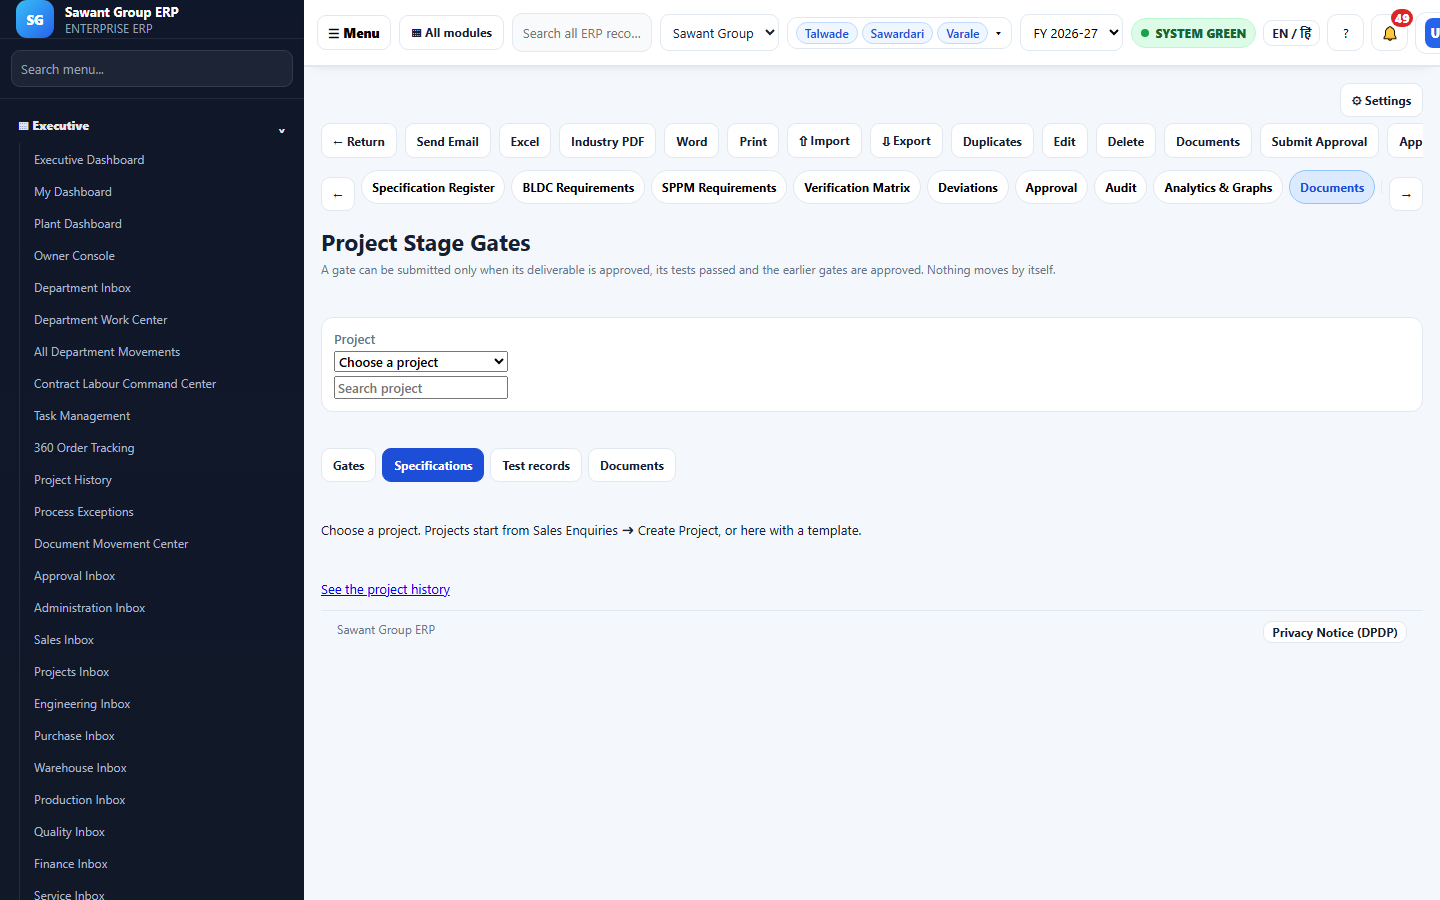 SG
Sawant Group ERP
ENTERPRISE ERP
Search menu...
Executive
Executive Dashboard
My Dashboard
Plant Dashboard
Owner Console
Department Inbox
Department Work Center
All Department Movements
Contract Labour Command Center
Task Management
360 Order Tracking
Project History
Process Exceptions
Document Movement Center
Approval Inbox
Administration Inbox
Sales Inbox
Projects Inbox
Engineering Inbox
Purchase Inbox
Warehouse Inbox
Production Inbox
Quality Inbox
Finance Inbox
Service Inbox
☰ Menu
All modules
Search all ERP reco...
Sawant Group
Talwade
Sawardari
Varale
FY 2026-27
SYSTEM GREEN
EN / हिं
?
49
U
⚙ Settings
← Return
Send Email
Excel
Industry PDF
Word
Print
⇧ Import
⇩ Export
Duplicates
Edit
Delete
Documents
Submit Approval
App
←
Specification Register
BLDC Requirements
SPPM Requirements
Verification Matrix
Deviations
Approval
Audit
Analytics & Graphs
Documents
→
Project Stage Gates
A gate can be submitted only when its deliverable is approved, its tests passed and the earlier gates are approved. Nothing moves by itself.
Project
Choose a project
Search project
Gates
Specifications
Test records
Documents
Choose a project. Projects start from Sales Enquiries → Create Project, or here with a template.
See the project history
Sawant Group ERP
Privacy Notice (DPDP)